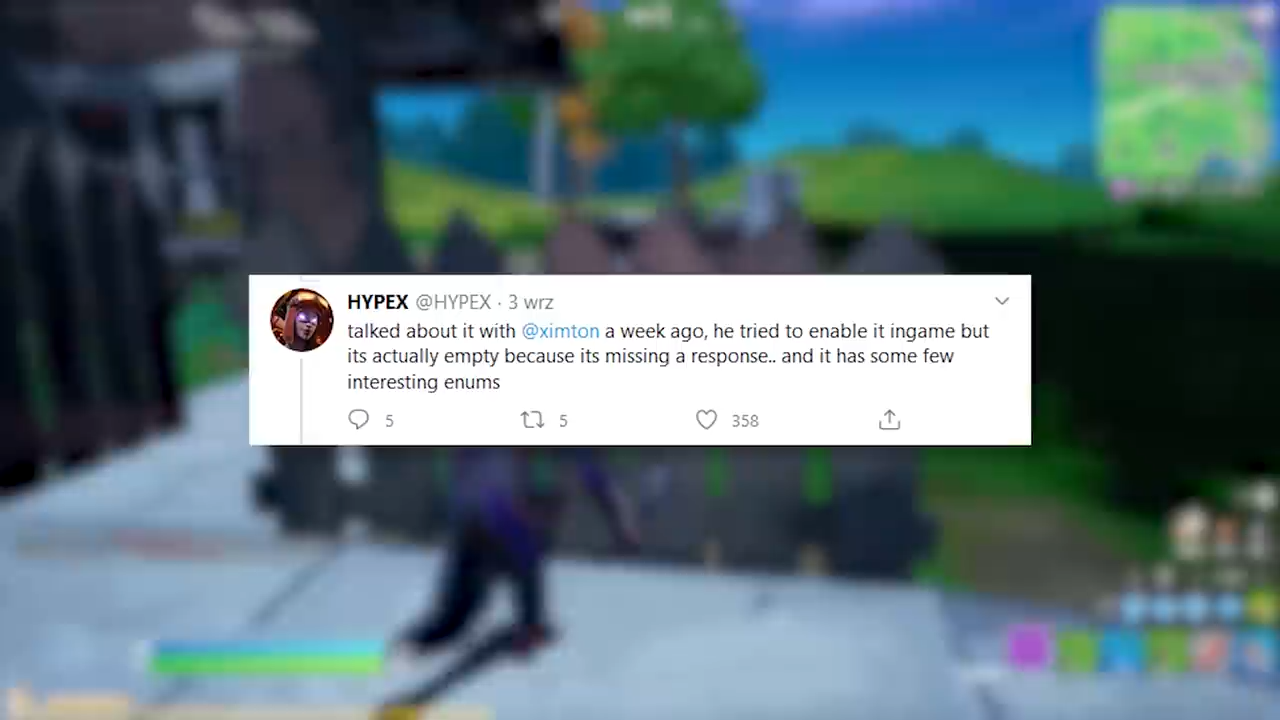 HYPEX @HYPEX · 3 wrz
talked about it with @ximton a week ago, he tried to enable it ingame but
its actually empty because its missing a response.. and it has some few
interesting enums
5 5 358